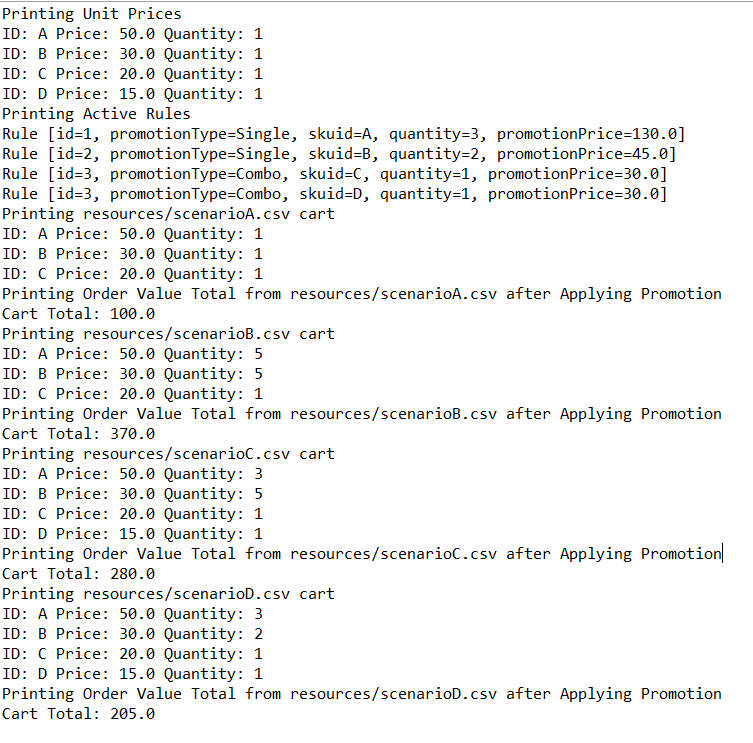 Printing Unit Prices
ID: A Price: 50.0 Quantity: 1
ID: B Price: 30.0 Quantity: 1
ID: C Price: 20.0 Quantity: 1
ID: D Price: 15.0 Quantity: 1
Printing Active Rules
Rule [id=1, promotionType=Single, skuid=A, quantity=3, promotionPrice=130.0]
Rule [id=2, promotionType=Single, skuid=B, quantity=2, promotionPrice=45.0]
Rule [id=3, promotionType=Combo, skuid=C, quantity=1, promotionPrice=30.0]
Rule [id=3, promotionType=Combo, skuid=D, quantity=1, promotionPrice=30.0]
Printing resources/scenarioA.csv cart
ID: A Price: 50.0 Quantity: 1
ID: B Price: 30.0 Quantity: 1
ID: C Price: 20.0 Quantity: 1
Printing Order Value Total from resources/scenarioA.csv after Applying Promotion
Cart Total: 100.0
Printing resources/scenarioB.csv cart
ID: A Price: 50.0 Quantity: 5
ID: B Price: 30.0 Quantity: 5
ID: C Price: 20.0 Quantity: 1
Printing Order Value Total from resources/scenarioB.csv after Applying Promotion
Cart Total: 370.0
Printing resources/scenarioC.csv cart
ID: A Price: 50.0 Quantity: 3
ID: B Price: 30.0 Quantity: 5
ID: C Price: 20.0 Quantity: 1
ID: D Price: 15.0 Quantity: 1
Printing Order Value Total from resources/scenarioC.csv after Applying Promotion
Cart Total: 280.0
Printing resources/scenarioD.csv cart
ID: A Price: 50.0 Quantity: 3
ID: B Price: 30.0 Quantity: 2
ID: C Price: 20.0 Quantity: 1
ID: D Price: 15.0 Quantity: 1
Printing Order Value Total from resources/scenarioD.csv after Applying Promotion
Cart Total: 205.0